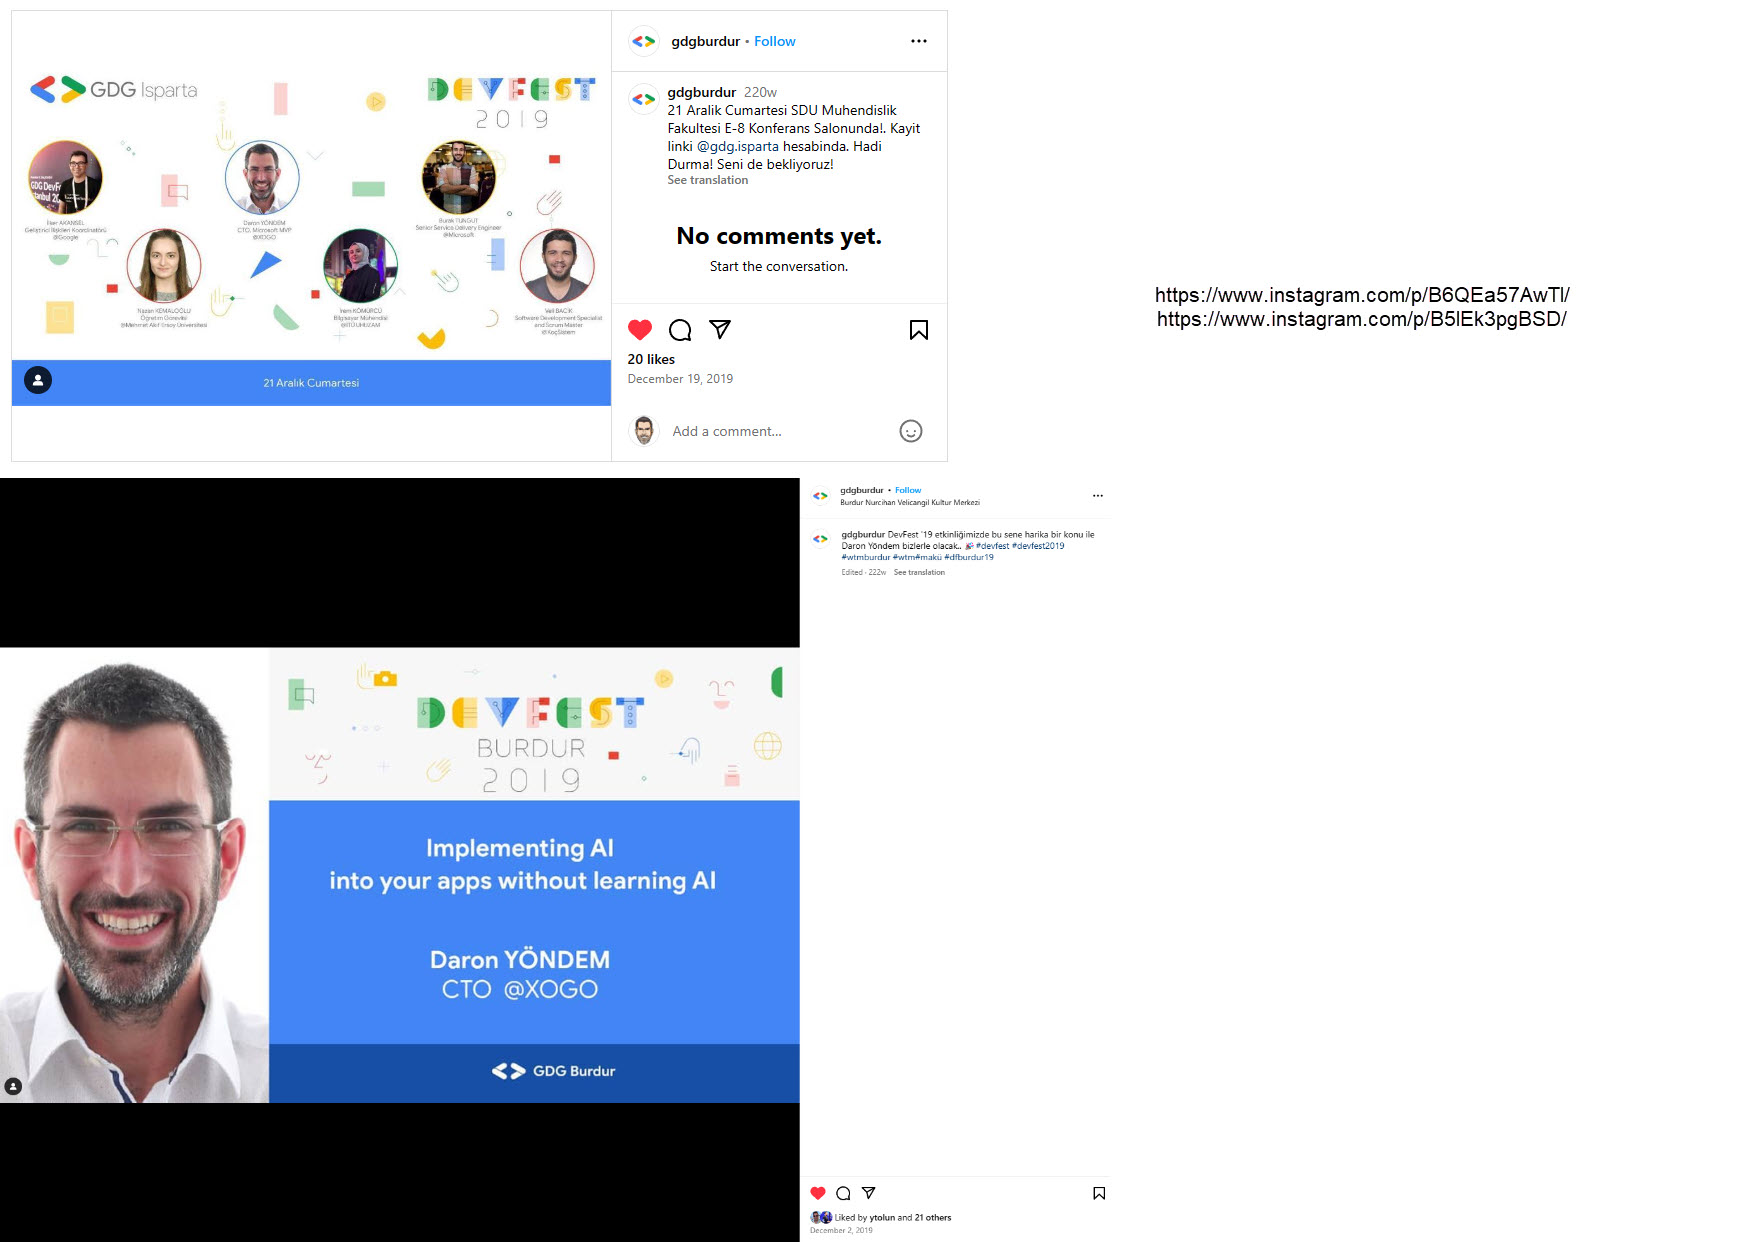 GDG Isparta
DEVFEST
2019
İlker AKANSEL
Geliştirici İlişkileri Koordinatörü
@Google
Daron YÖNDEM
CTO, Microsoft MVP
@XOGO
Burak TURGUT
Senior Service Delivery Engineer
@Microsoft
Nazan KEMALOĞLU
Öğretim Görevlisi
@Mehmet Akif Ersoy Üniversitesi
İrem KÖMÜRCÜ
Bilgisayar Mühendisi
@İTÜ UHUZAM
Veli BACIK
Software Development Specialist
and Scrum Master
@KoçSistem
21 Aralık Cumartesi
gdgburdur • Follow
gdgburdur 220w
21 Aralik Cumartesi SDU Muhendislik
Fakultesi E-8 Konferans Salonunda!. Kayit
linki @gdg.isparta hesabinda. Hadi
Durma! Seni de bekliyoruz!
See translation
No comments yet.
Start the conversation.
20 likes
December 19, 2019
Add a comment...
https://www.instagram.com/p/B6QEa57AwTl/
https://www.instagram.com/p/B5lEk3pgBSD/
DEVFEST
BURDUR
2019
Implementing AI
into your apps without learning AI
Daron YÖNDEM
CTO @XOGO
GDG Burdur
gdgburdur • Follow
Burdur Nurcihan Velicangil Kultur Merkezi
gdgburdur DevFest '19 etkinliğimizde bu sene harika bir konu ile
Daron Yöndem bizlerle olacak.. 🎉 #devfest #devfest2019
#wtmburdur #wtm#makü #dfburdur19
Edited · 222w See translation
Liked by ytolun and 21 others
December 2, 2019